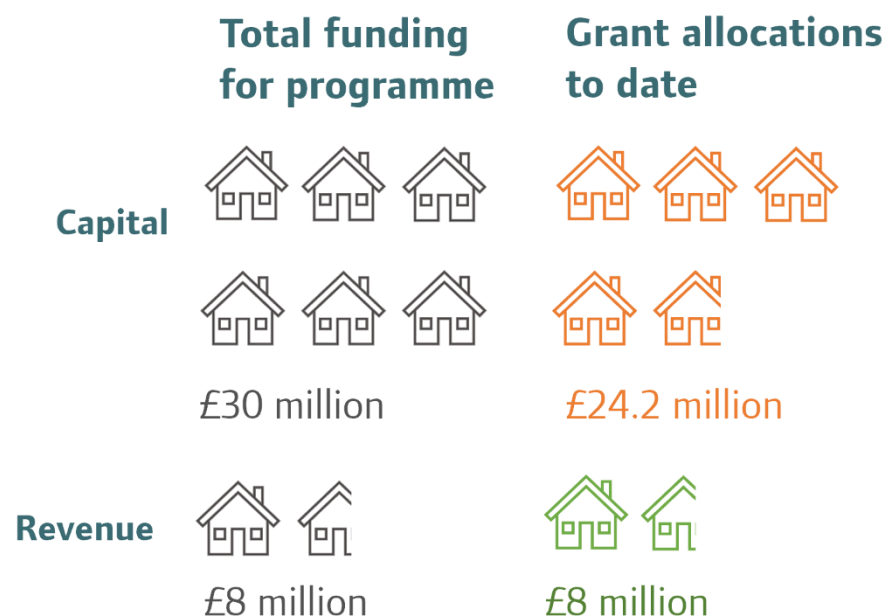 Total funding
for programme
Grant allocations
to date
Capital
£30 million
£24.2 million
Revenue
£8 million
£8 million